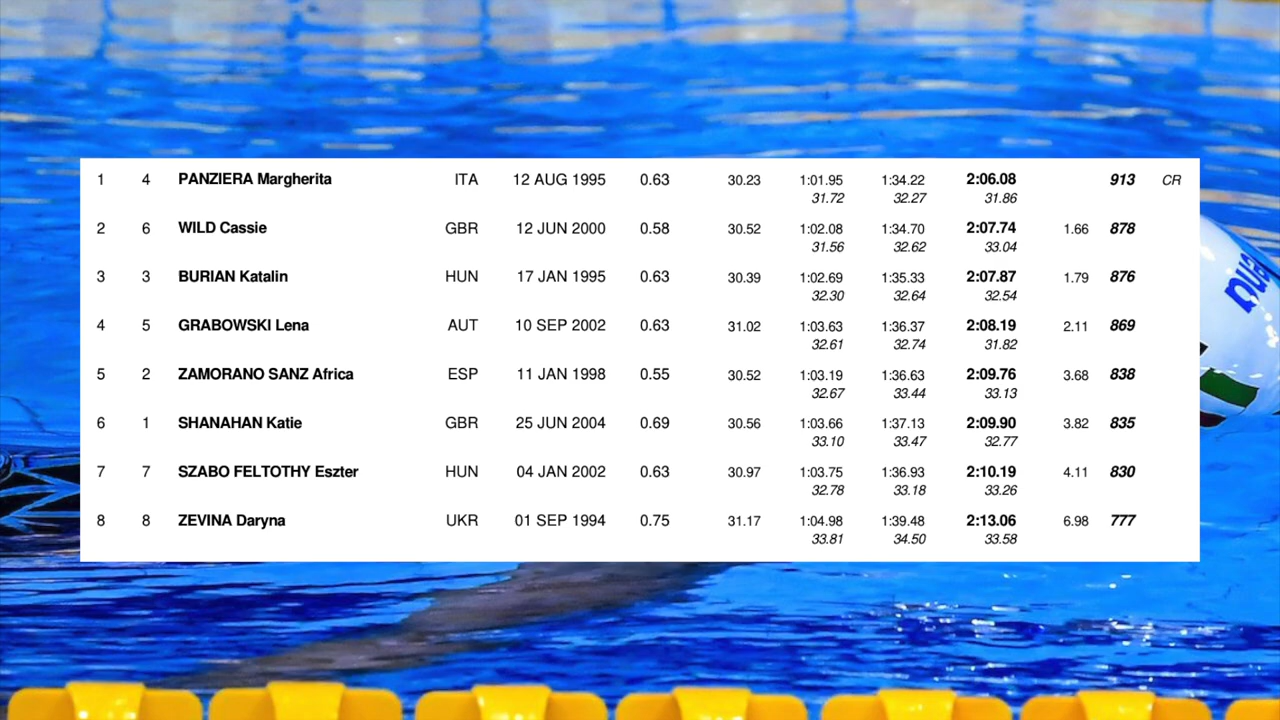 1 4 PANZIERA Margherita ITA 12 AUG 1995 0.63 30.23 1:01.95 1:34.22 2:06.08 913 CR
31.72 32.27 31.86
2 6 WILD Cassie GBR 12 JUN 2000 0.58 30.52 1:02.08 1:34.70 2:07.74 1.66 878
31.56 32.62 33.04
3 3 BURIAN Katalin HUN 17 JAN 1995 0.63 30.39 1:02.69 1:35.33 2:07.87 1.79 876
32.30 32.64 32.54
4 5 GRABOWSKI Lena AUT 10 SEP 2002 0.63 31.02 1:03.63 1:36.37 2:08.19 2.11 869
32.61 32.74 31.82
5 2 ZAMORANO SANZ Africa ESP 11 JAN 1998 0.55 30.52 1:03.19 1:36.63 2:09.76 3.68 838
32.67 33.44 33.13
6 1 SHANAHAN Katie GBR 25 JUN 2004 0.69 30.56 1:03.66 1:37.13 2:09.90 3.82 835
33.10 33.47 32.77
7 7 SZABO FELTOTHY Eszter HUN 04 JAN 2002 0.63 30.97 1:03.75 1:36.93 2:10.19 4.11 830
32.78 33.18 33.26
8 8 ZEVINA Daryna UKR 01 SEP 1994 0.75 31.17 1:04.98 1:39.48 2:13.06 6.98 777
33.81 34.50 33.58